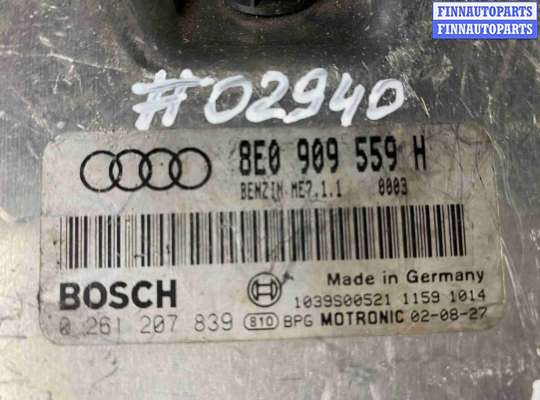 FINNAUTOPARTS
FINNAUTOPARTS
#02940
8E0 909 559 H
BENZIN ME7.1.1 0003
Made in Germany
BOSCH
1039S00521 1159 1014
0 261 207 839 810 BPG MOTRONIC 02-08-27